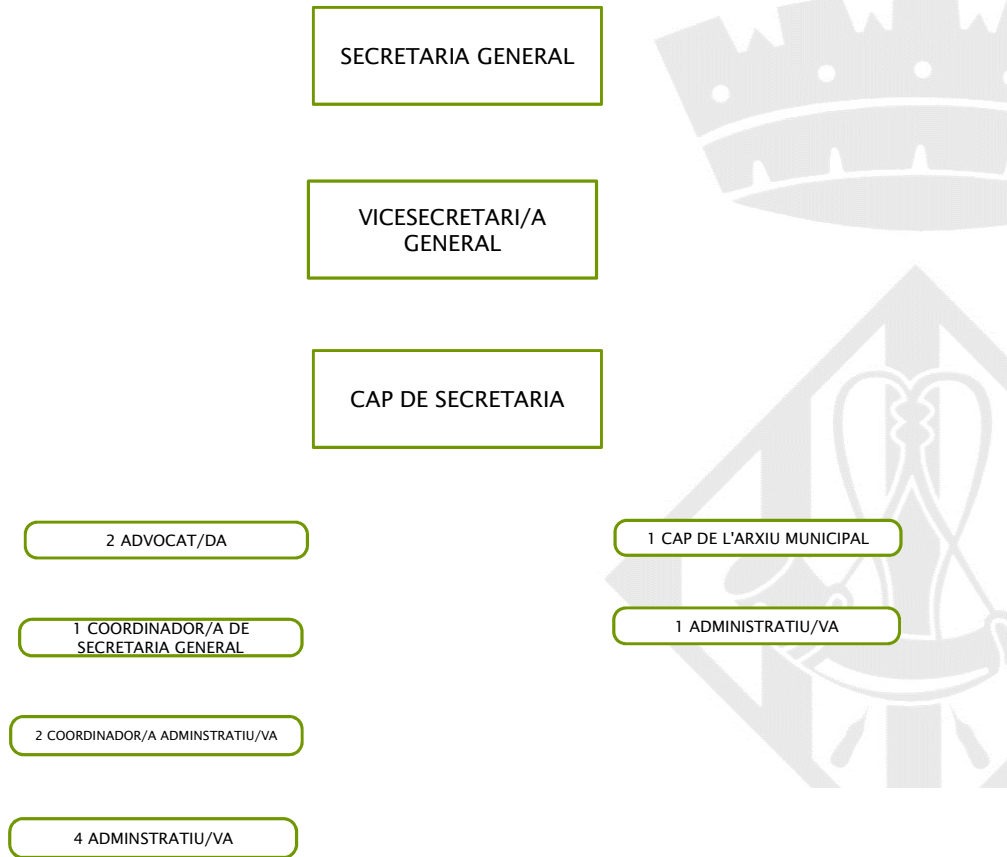 SECRETARIA GENERAL
VICESECRETARI/A
GENERAL
CAP DE SECRETARIA
2 ADVOCAT/DA
1 CAP DE L'ARXIU MUNICIPAL
1 COORDINADOR/A DE
SECRETARIA GENERAL
1 ADMINISTRATIU/VA
2 COORDINADOR/A ADMINSTRATIU/VA
4 ADMINSTRATIU/VA